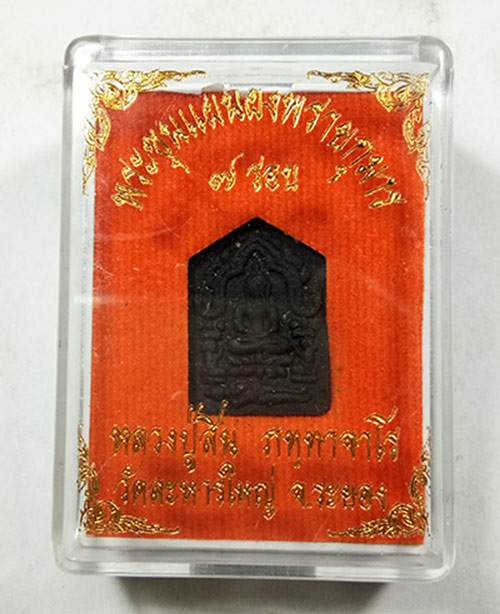 พระขุนแผนผงพรายกุมาร
๗ รอบ
หลวงปู่สิน ภทฺทาจาโร
วัดละหารใหญ่ จ.ระยอง